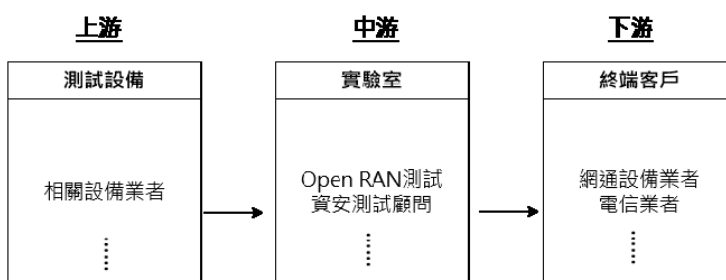 上游
中游
下游
測試設備
實驗室
終端客戶
相關設備業者
Open RAN測試
資安測試顧問
網通設備業者
電信業者